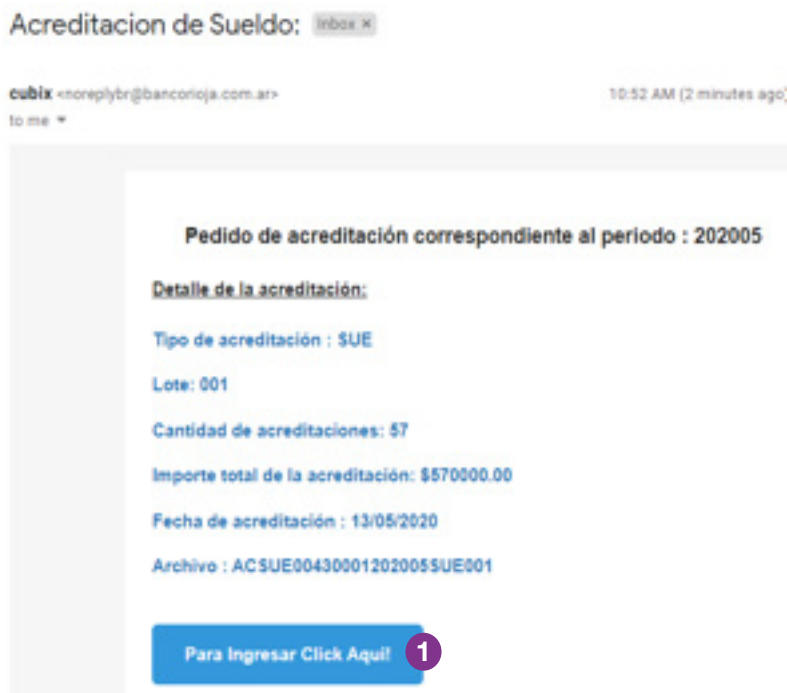 Acreditacion de Sueldo: Inbox ×
cubix <noreplybr@bancorioja.com.ar> 10:52 AM (2 minutes ago)
to me
Pedido de acreditación correspondiente al periodo : 202005
Detalle de la acreditación:
Tipo de acreditación : SUE
Lote: 001
Cantidad de acreditaciones: 57
Importe total de la acreditación: $570000.00
Fecha de acreditación : 13/05/2020
Archivo : ACSUE00430001202005SUE001
Para Ingresar Click Aqui! 1